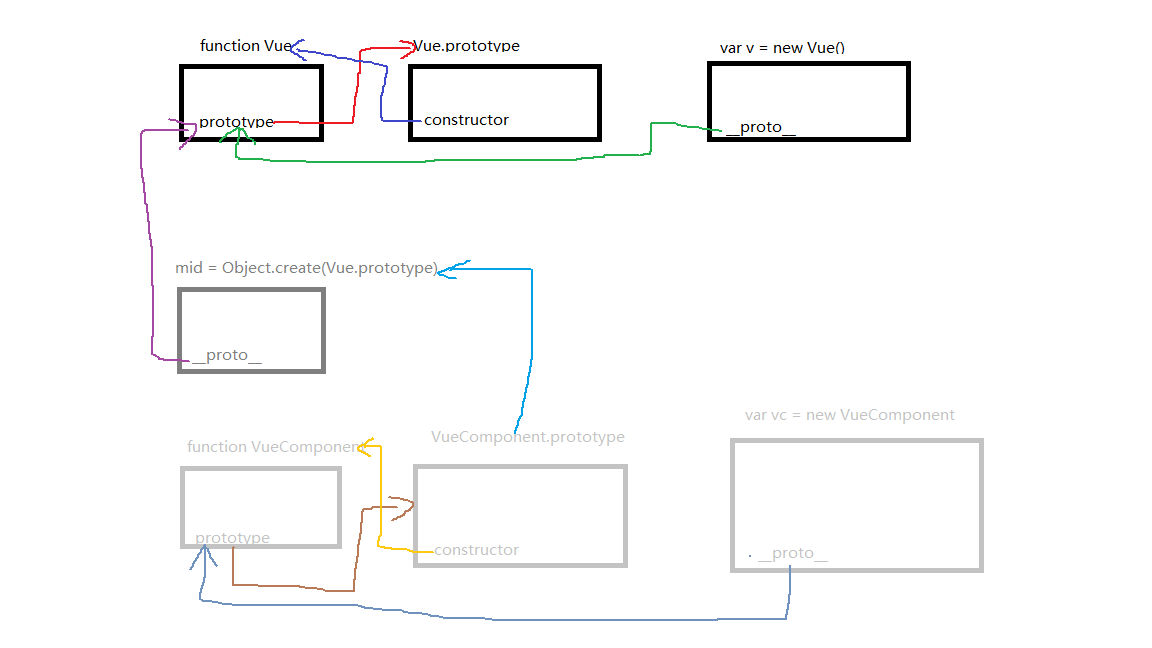 function Vue
Vue.prototype
var v = new Vue()
prototype
constructor
__proto__
mid = Object.create(Vue.prototype)
__proto__
function VueComponent
VueComponent.prototype
var vc = new VueComponent
prototype
constructor
. __proto__